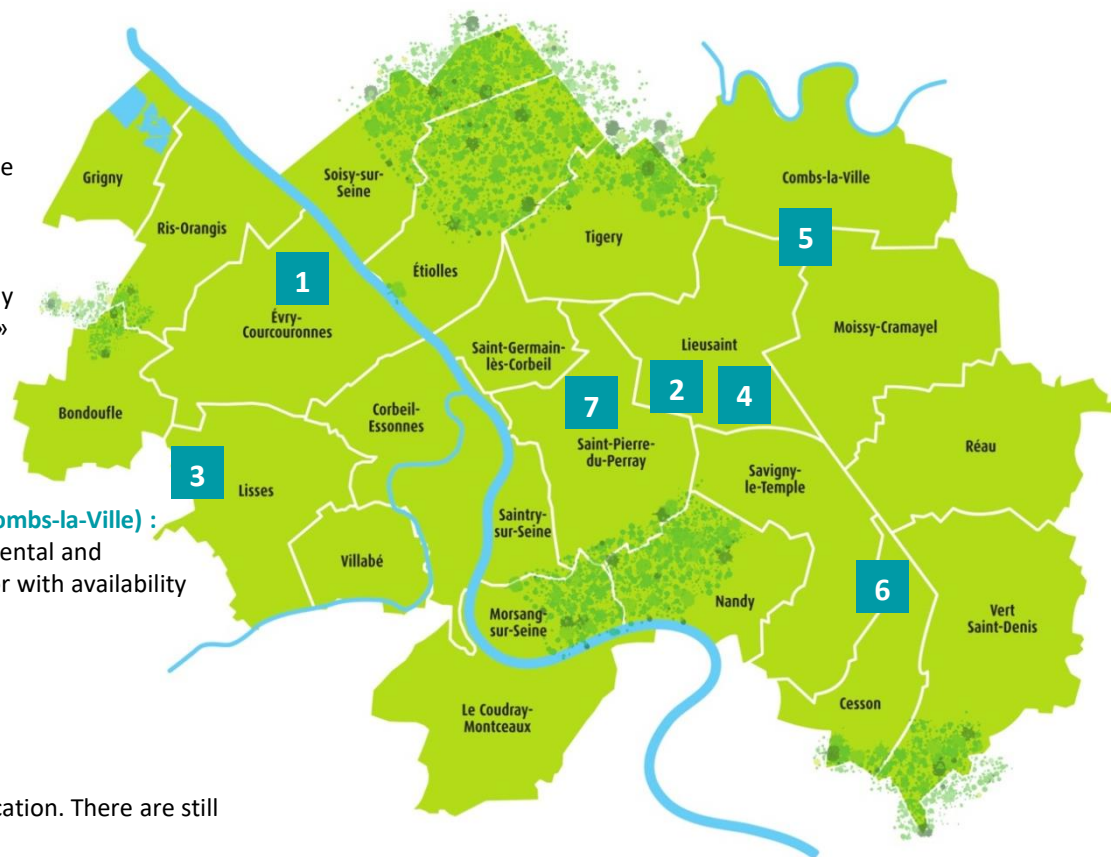 e
y
»
ombs-la-Ville) :
ental and
r with availability
cation. There are still
Grigny
Ris-Orangis
Soisy-sur-
Seine
Étiolles
Tigery
Combs-la-Ville
5
1
Évry-
Courcouronnes
Saint-Germain-
lès-Corbeil
Lieusaint
Moissy-Cramayel
Bondoufle
Corbeil-
Essonnes
7
2
4
Saint-Pierre-
du-Perray
Réau
3
Lisses
Savigny-
le-Temple
Saintry-
sur-Seine
Villabé
6
Morsang-
sur-Seine
Nandy
Vert
Saint-Denis
Le Coudray-
Montceaux
Cesson